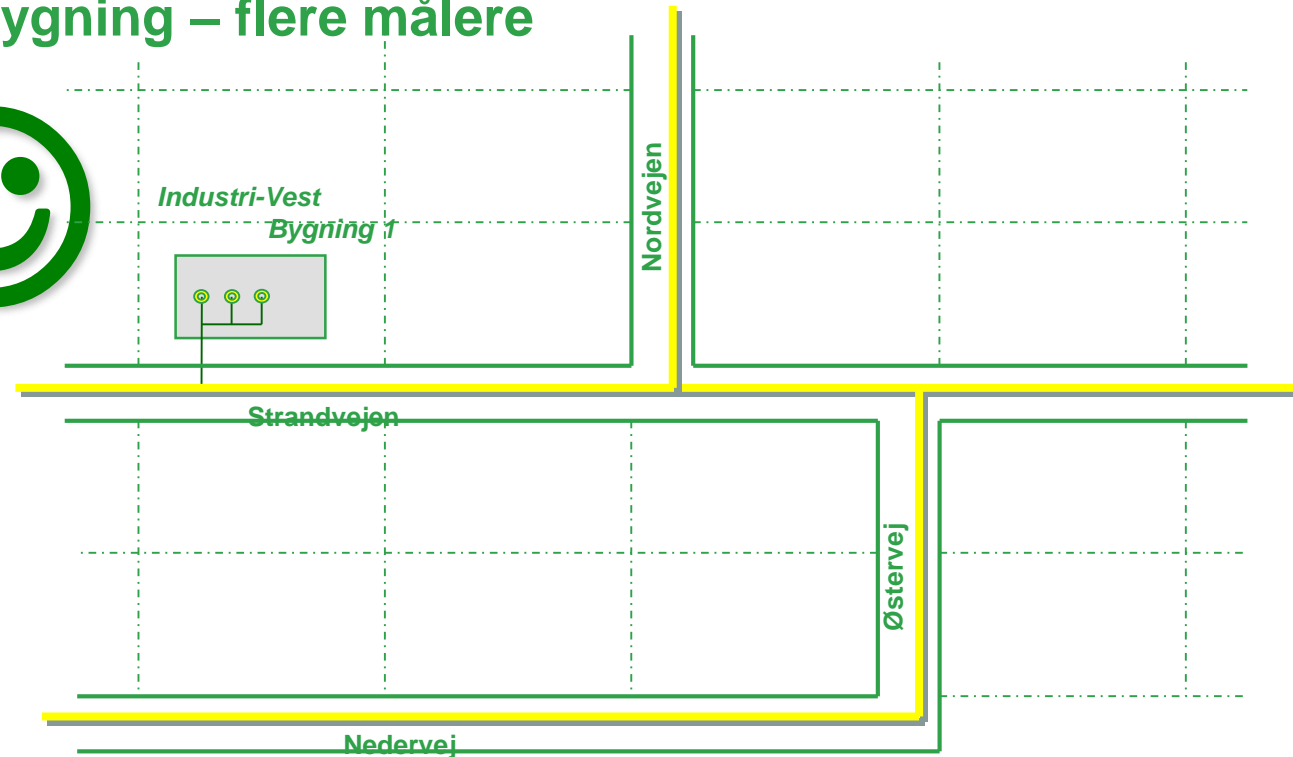 ygning – flere målere
Nordvejen
Industri-Vest
Bygning 1
Strandvejen
Østervej
Nedervej